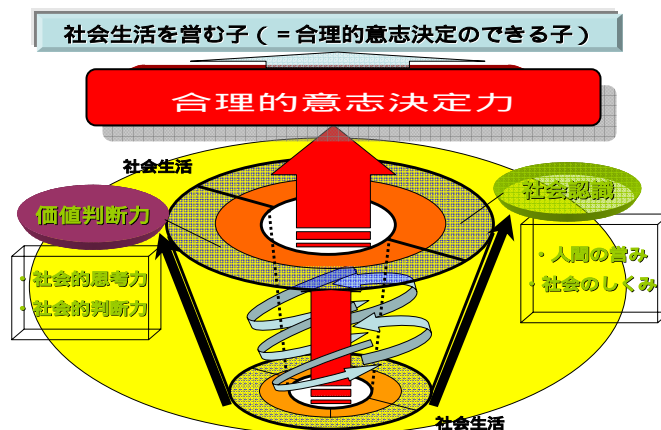 社会生活を営む子（＝合理的意志決定のできる子）
合理的意志決定力
社会生活
価値判断力
社会認識
・社会的思考力
・社会的判断力
・人間の営み
・社会のしくみ
社会生活